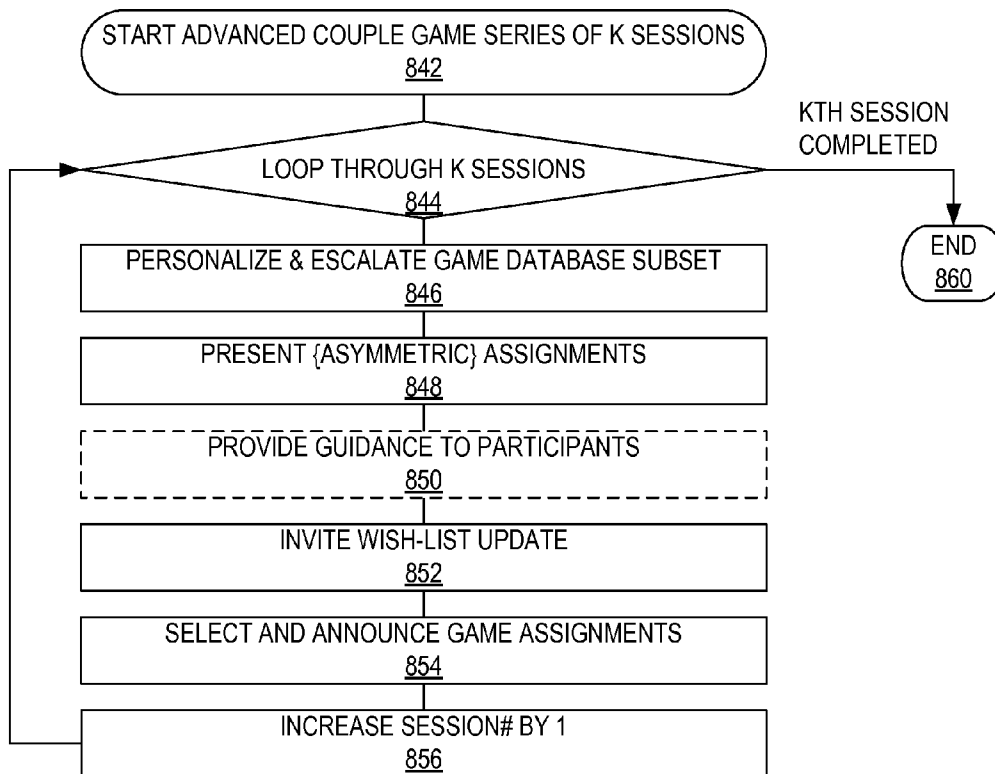 START ADVANCED COUPLE GAME SERIES OF K SESSIONS
842
KTH SESSION
COMPLETED
LOOP THROUGH K SESSIONS
844
PERSONALIZE & ESCALATE GAME DATABASE SUBSET
846
END
860
PRESENT {ASYMMETRIC} ASSIGNMENTS
848
PROVIDE GUIDANCE TO PARTICIPANTS
850
INVITE WISH-LIST UPDATE
852
SELECT AND ANNOUNCE GAME ASSIGNMENTS
854
INCREASE SESSION# BY 1
856